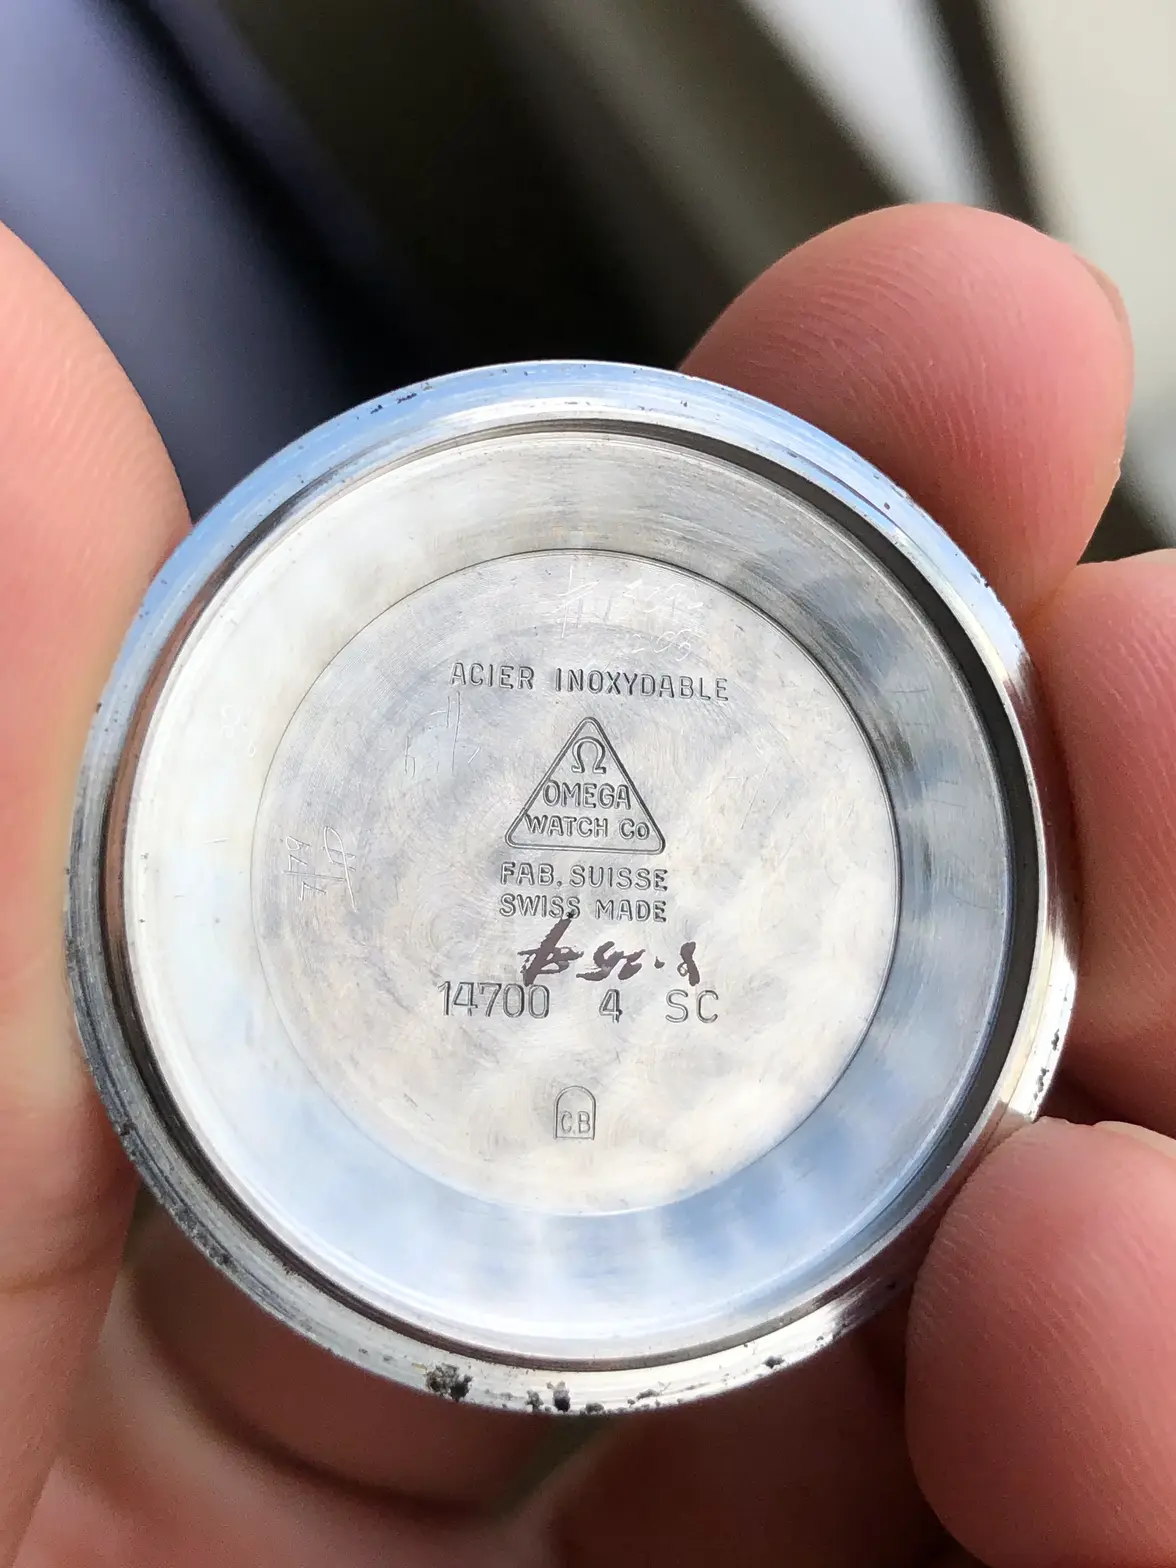 ACIER INOXYDABLE
Ω
OMEGA
WATCH Co
FAB. SUISSE
SWISS MADE
14700 4 SC
C.B